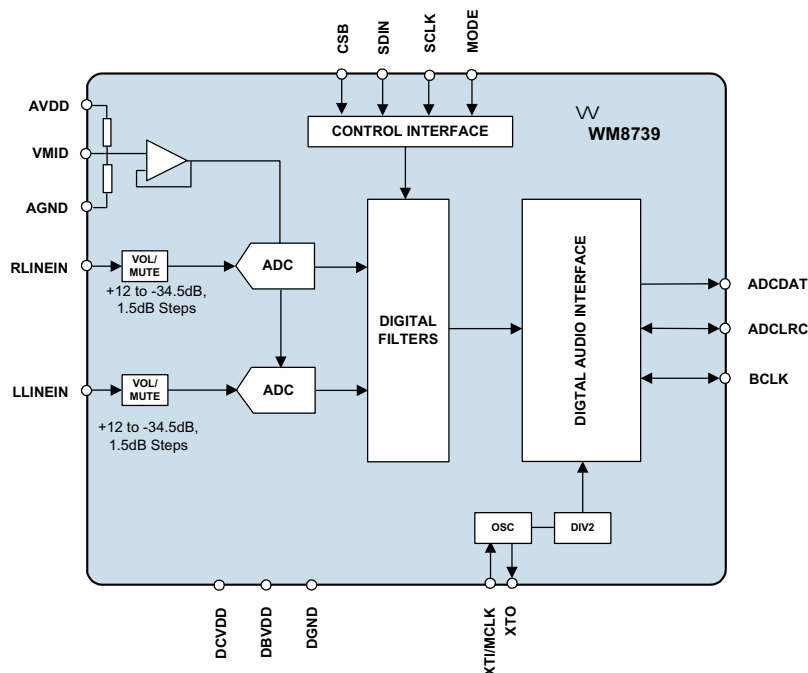 CSB
SDIN
SCLK
MODE
AVDD
VMID
AGND
RLINEIN
LLINEIN
CONTROL INTERFACE
WM8739
VOL/
MUTE
+12 to -34.5dB,
1.5dB Steps
ADC
VOL/
MUTE
+12 to -34.5dB,
1.5dB Steps
ADC
DIGITAL
FILTERS
DIGTAL AUDIO INTERFACE
ADCDAT
ADCLRC
BCLK
OSC
DIV2
DCVDD
DBVDD
DGND
XTI/MCLK
XTO